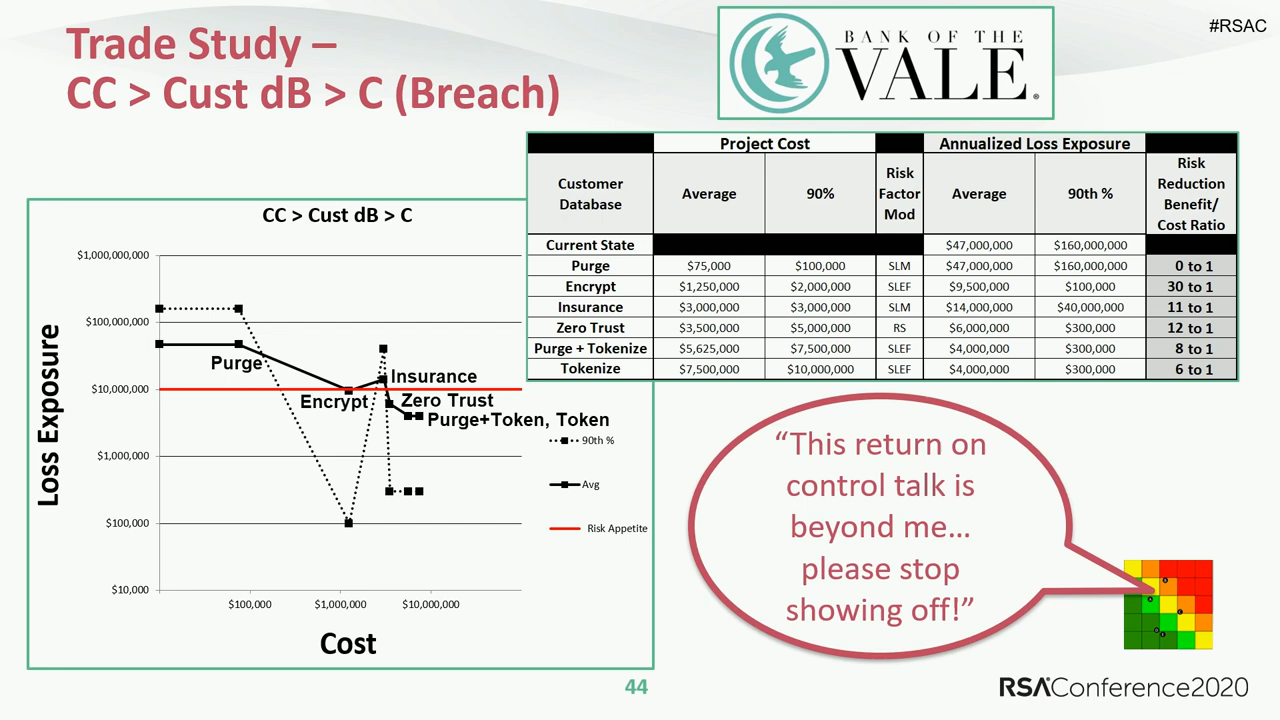 #RSAC
Trade Study –
CC > Cust dB > C (Breach)
BANK OF THE
VALE®
Project Cost Annualized Loss Exposure
Customer Database Average 90% Risk Factor Mod Average 90th % Risk Reduction Benefit/ Cost Ratio
Current State $47,000,000 $160,000,000
Purge $75,000 $100,000 SLM $47,000,000 $160,000,000 0 to 1
Encrypt $1,250,000 $2,000,000 SLEF $9,500,000 $100,000 30 to 1
Insurance $3,000,000 $3,000,000 SLM $14,000,000 $40,000,000 11 to 1
Zero Trust $3,500,000 $5,000,000 RS $6,000,000 $300,000 12 to 1
Purge + Tokenize $5,625,000 $7,500,000 SLEF $4,000,000 $300,000 8 to 1
Tokenize $7,500,000 $10,000,000 SLEF $4,000,000 $300,000 6 to 1
CC > Cust dB > C
Loss Exposure
$1,000,000,000
$100,000,000
$10,000,000
$1,000,000
$100,000
$10,000
Purge
Insurance
Encrypt
Zero Trust
Purge+Token, Token
90th %
Avg
Risk Appetite
$100,000 $1,000,000 $10,000,000
Cost
“This return on
control talk is
beyond me…
please stop
showing off!”
44
RSAConference2020